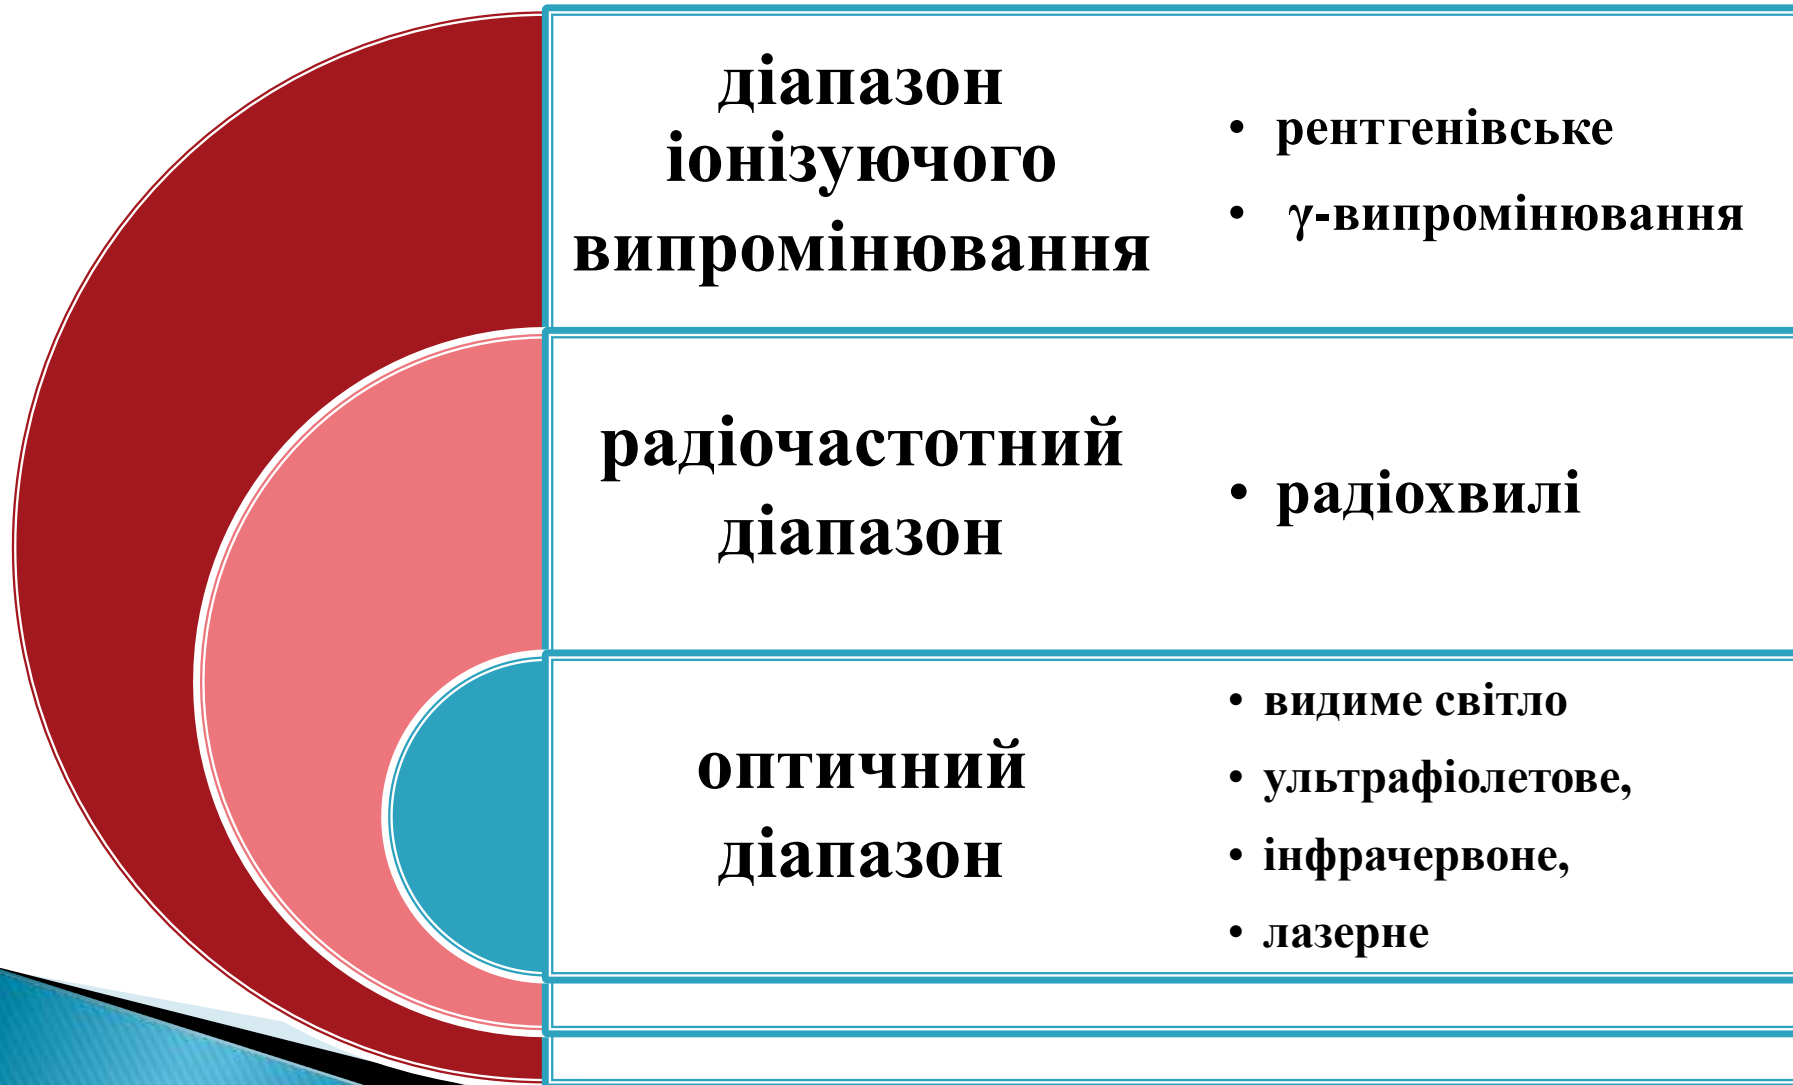 діапазон
іонізуючого
випромінювання
• рентгенівське
• γ-випромінювання
радіочастотний
діапазон
• радіохвилі
оптичний
діапазон
• видиме світло
• ультрафіолетове,
• інфрачервоне,
• лазерне